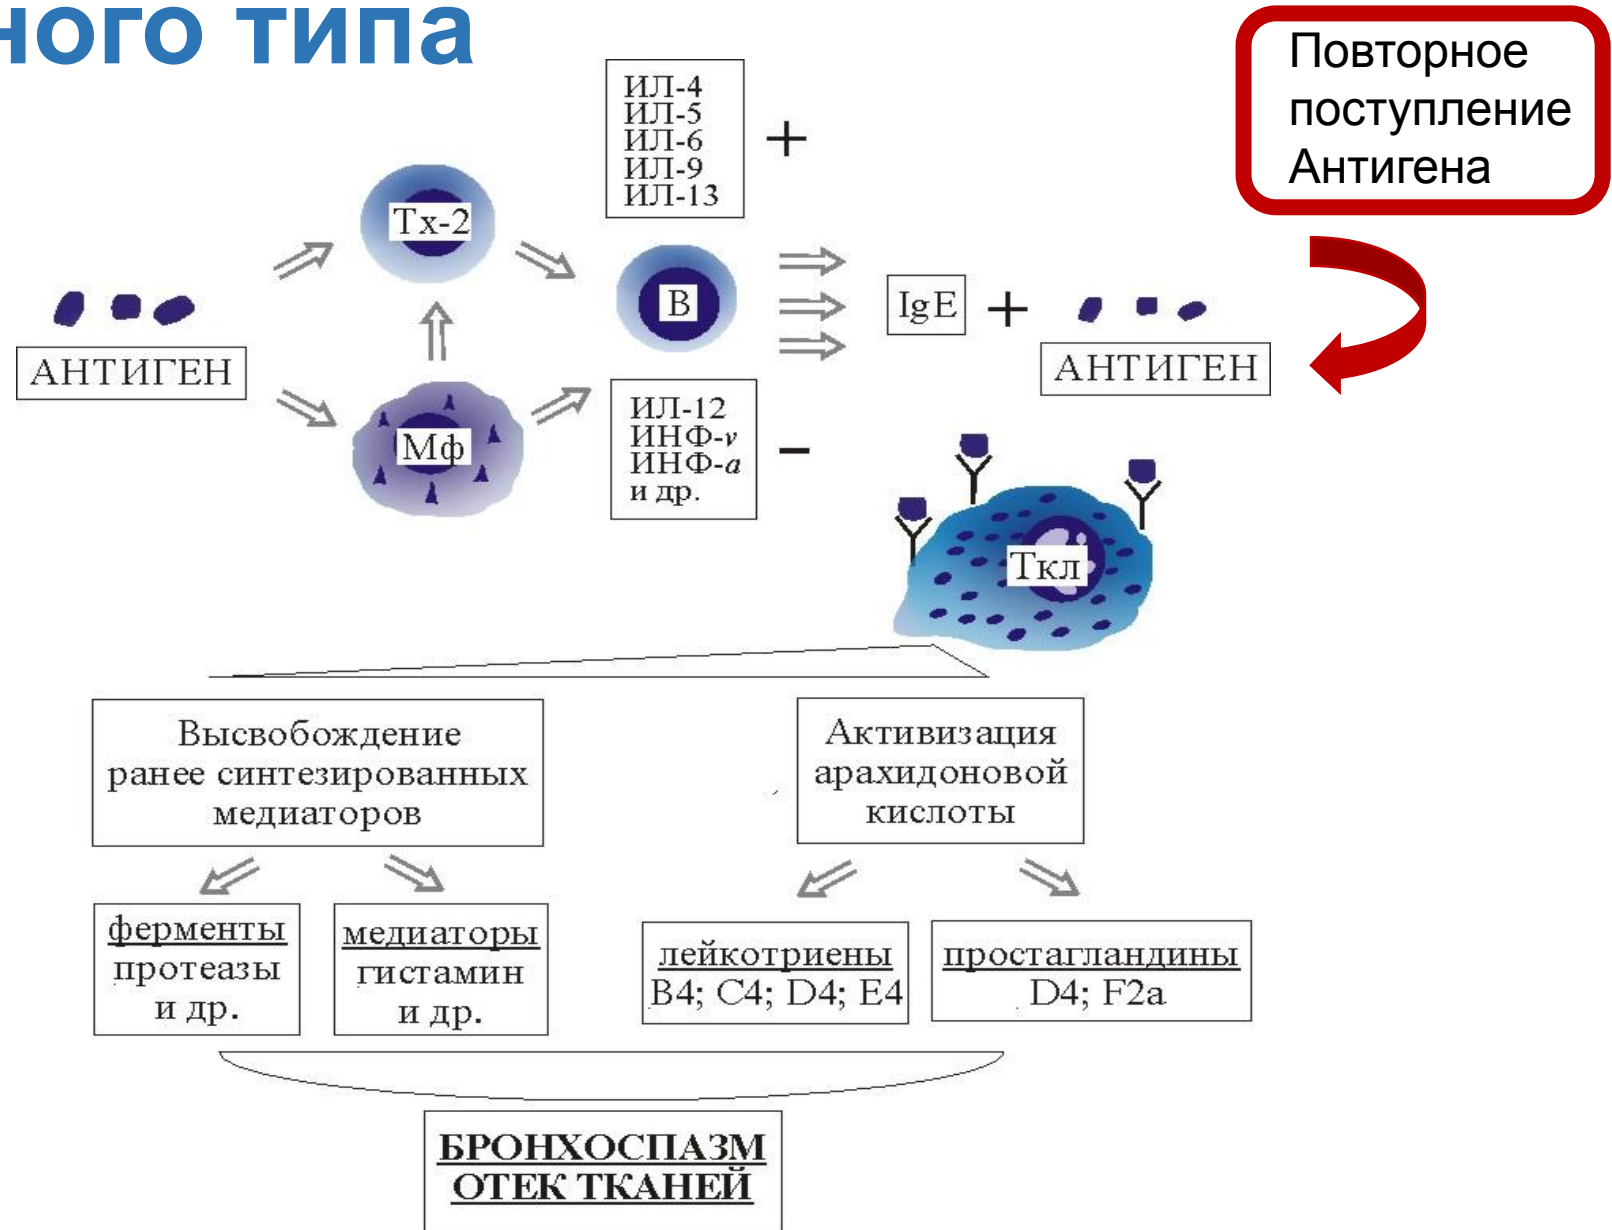 ного типа
Повторное
поступление
Антигена
ИЛ-4
ИЛ-5
ИЛ-6
ИЛ-9
ИЛ-13
+
Тх-2
В
IgE
+
АНТИГЕН
АНТИГЕН
Мф
ИЛ-12
ИНФ-v
ИНФ-a
и др.
–
Ткл
Высвобождение
ранее синтезированных
медиаторов
Активизация
арахидоновой
кислоты
ферменты
протеазы
и др.
медиаторы
гистамин
и др.
лейкотриены
B4; C4; D4; E4
простагландины
D4; F2a
БРОНХОСПАЗМ
ОТЕК ТКАНЕЙ